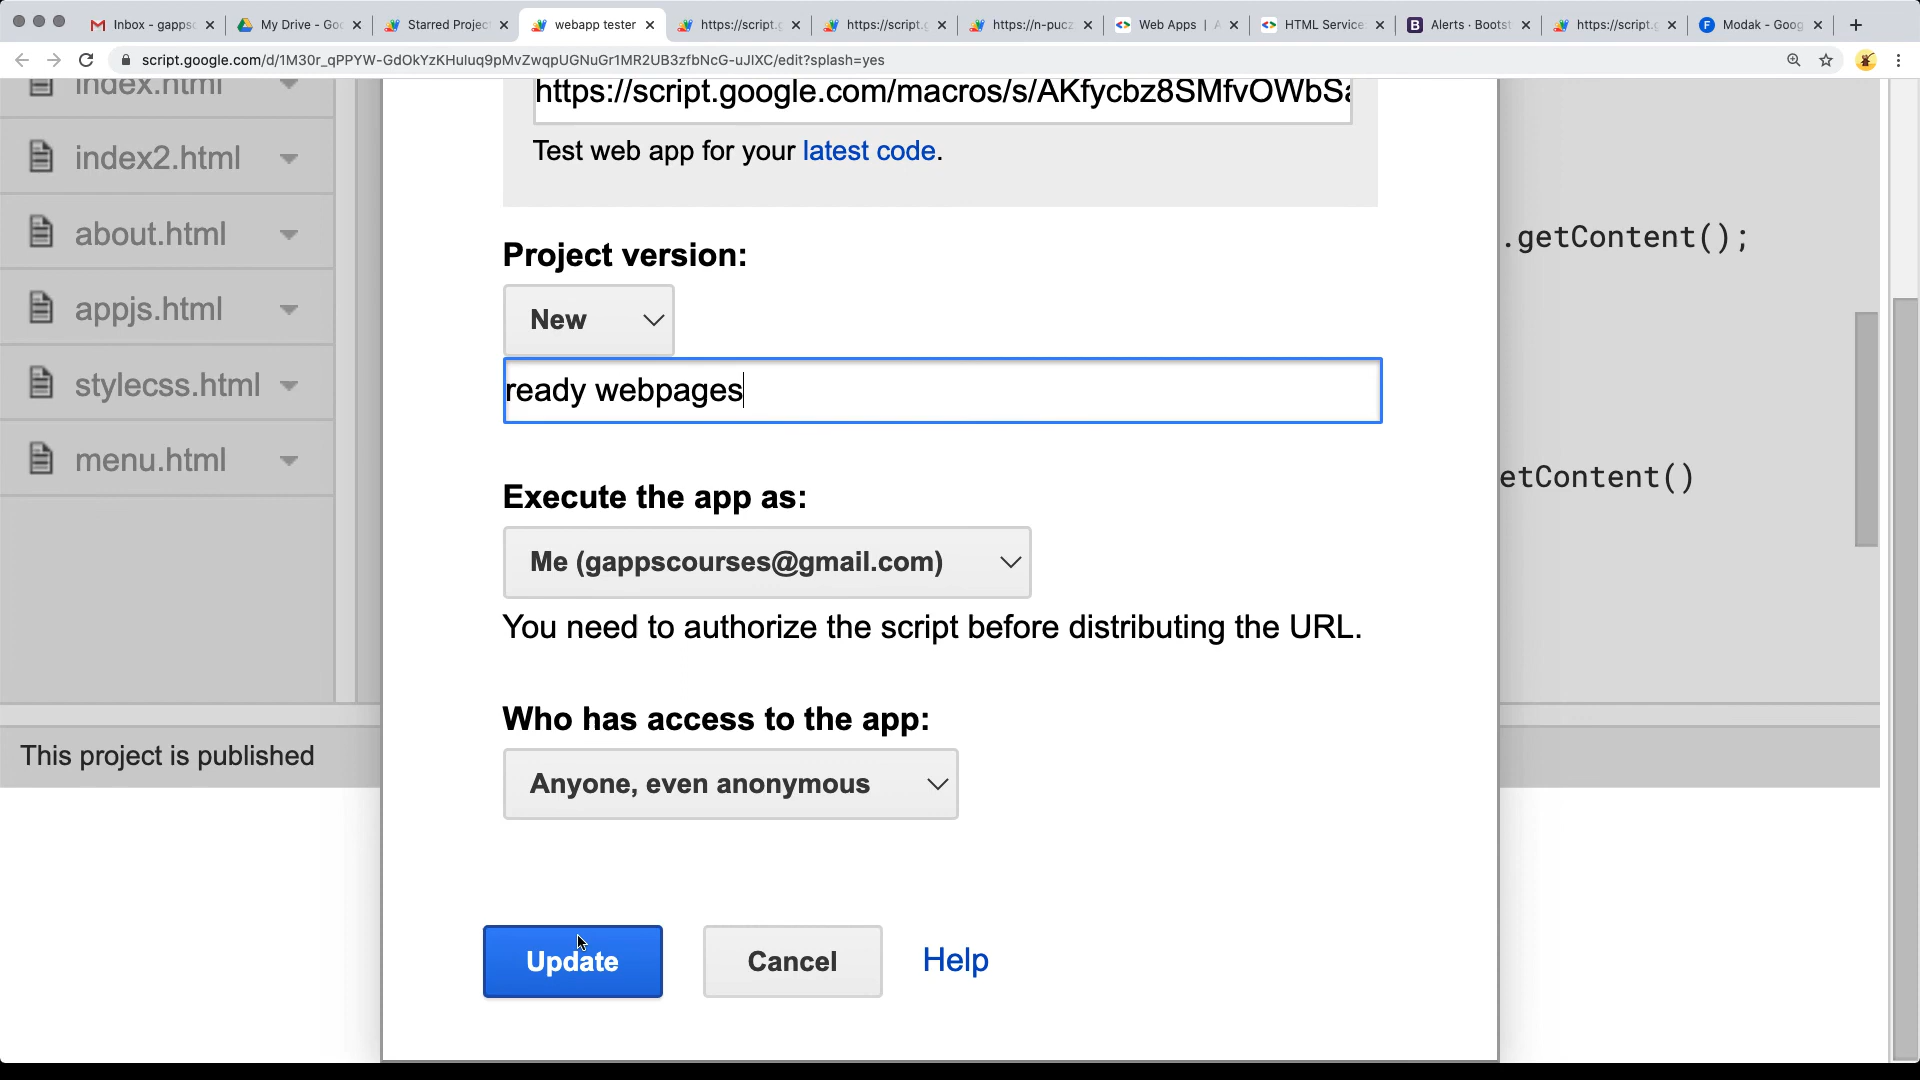 Inbox - gapps
My Drive - Go
Starred Project
webapp tester
https://script.
https://script.
https://n-pucz
Web Apps | A
HTML Service
Alerts · Boots
https://script.
Modak - Goog
script.google.com/d/1M30r_qPPYW-GdOkYzKHuluq9pMvZwqpUGNuGr1MR2UB3zfbNcG-uJIXC/edit?splash=yes
index.html
index2.html
about.html
appjs.html
stylecss.html
menu.html
This project is published
https://script.google.com/macros/s/AKfycbz8SMfvOWbSa
Test web app for your latest code.
Project version:
New
ready webpages
Execute the app as:
Me (gappscourses@gmail.com)
You need to authorize the script before distributing the URL.
Who has access to the app:
Anyone, even anonymous
Update
Cancel
Help
.getContent();
etContent()